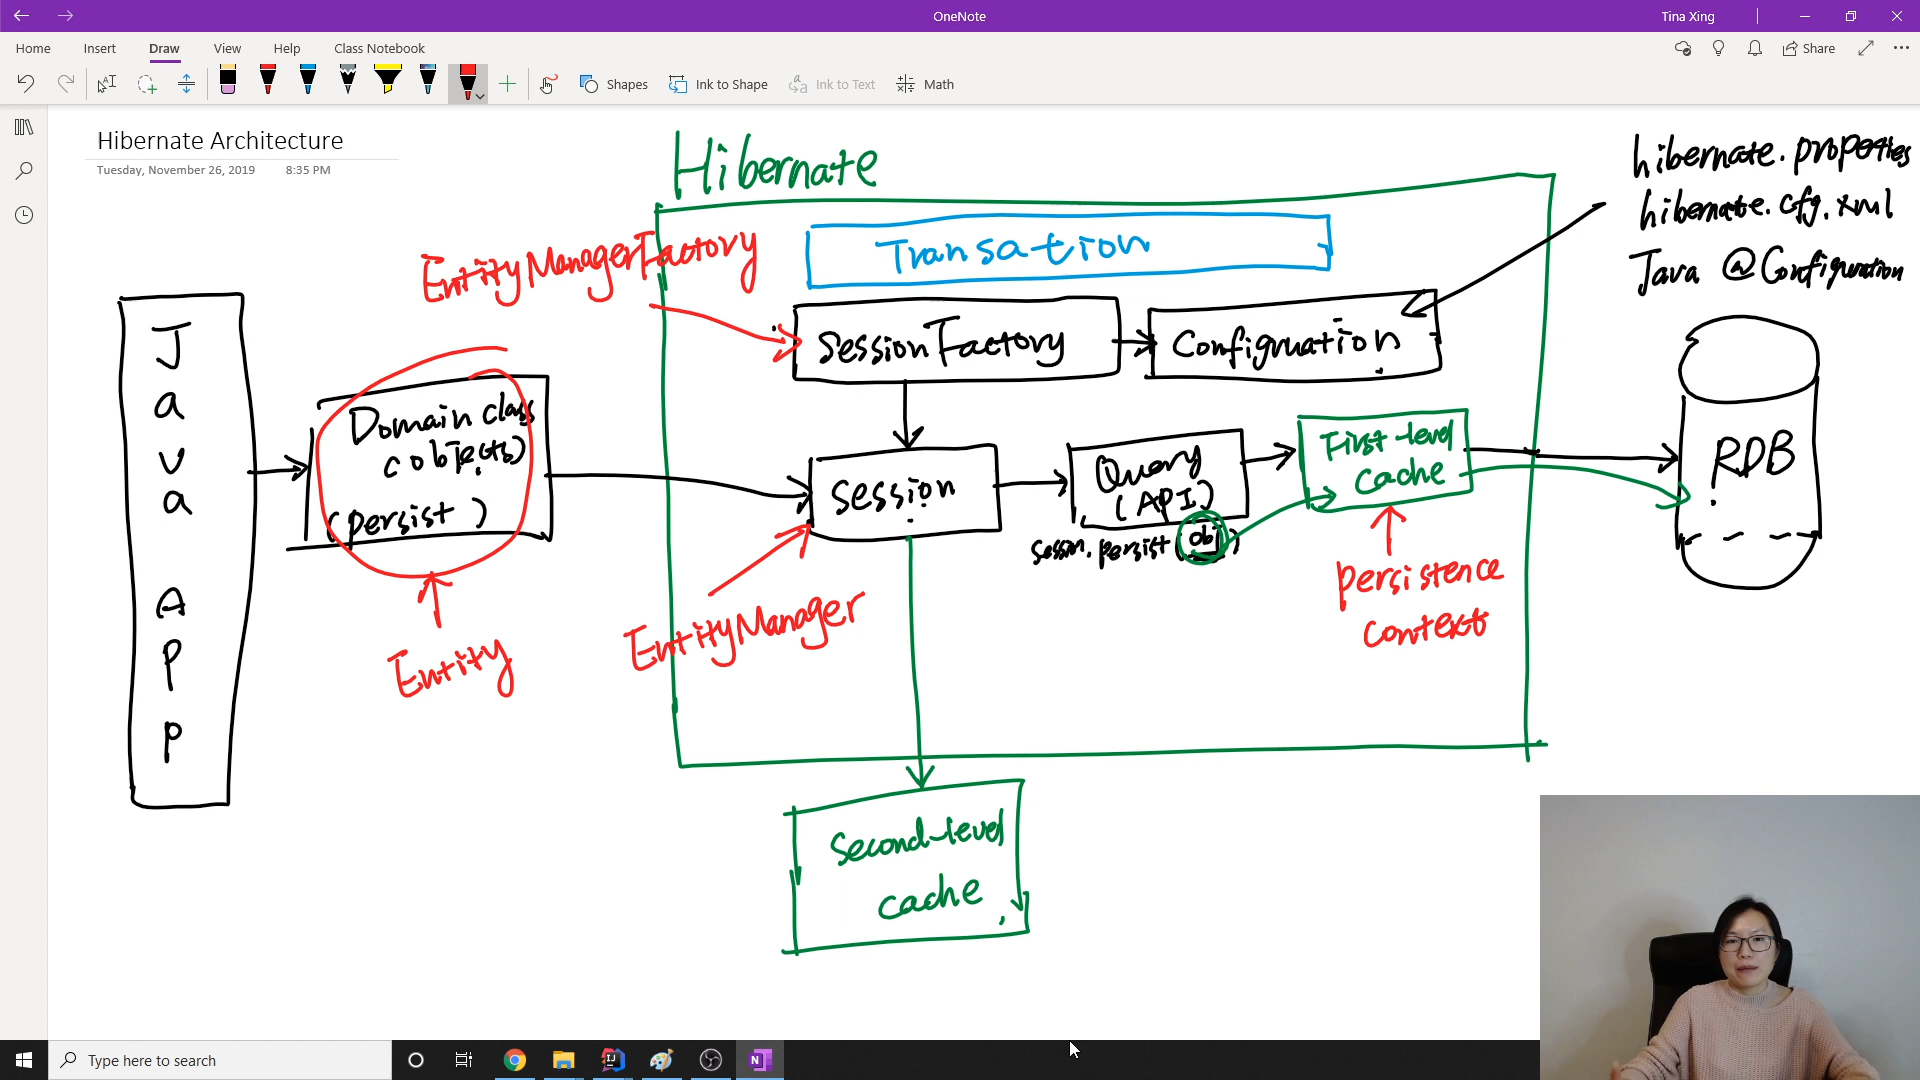 OneNote
Tina Xing
Home Insert Draw View Help Class Notebook
Share
Shapes Ink to Shape Ink to Text Math
Hibernate Architecture
Tuesday, November 26, 2019 8:35 PM
Hibernate
hibernate.properties
hibernate.cfg.xml
Java @Configuration
Transation
EntityManagerFactory
SessionFactory
Configruation
Java APP
Domain class
(objects)
(persist)
Session
Query
(API)
session.persist(obj)
First-level
cache
RDB
persistence
context
EntityManager
Entity
Second-level
cache
Type here to search